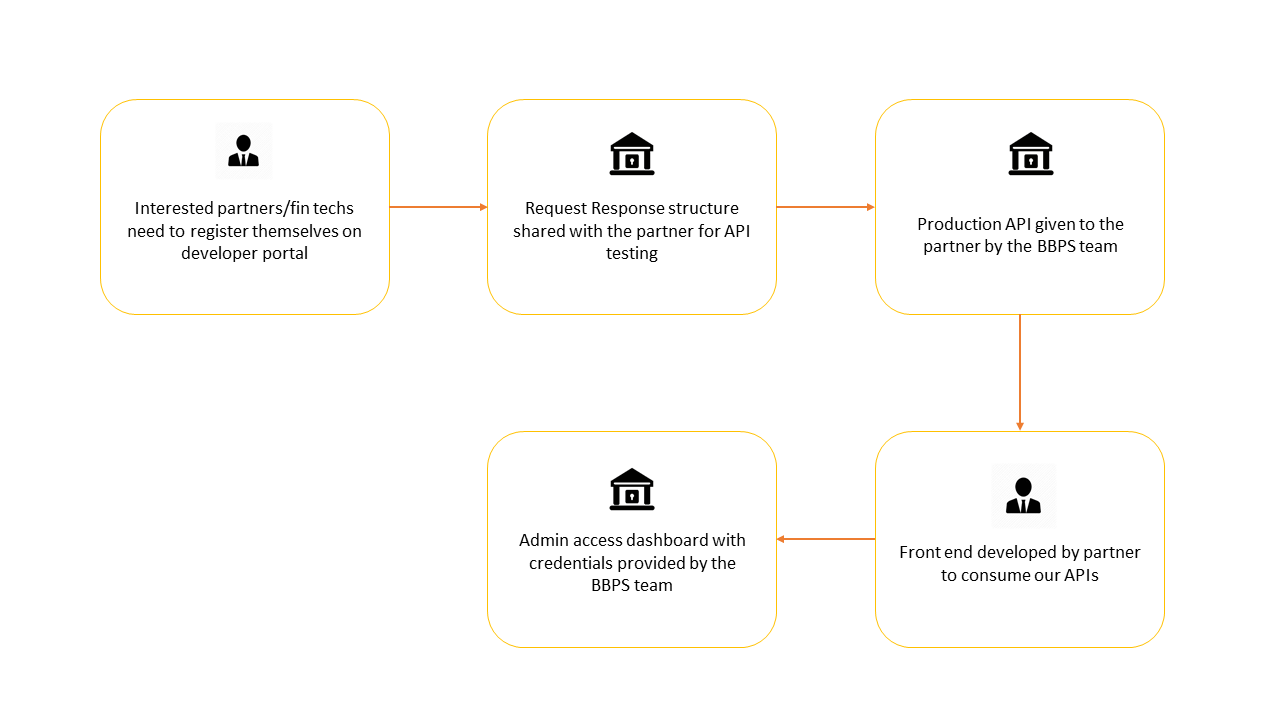 Interested partners/fin techs
need to register themselves on
developer portal
Request Response structure
shared with the partner for API
testing
Production API given to the
partner by the BBPS team
Front end developed by partner
to consume our APIs
Admin access dashboard with
credentials provided by the
BBPS team